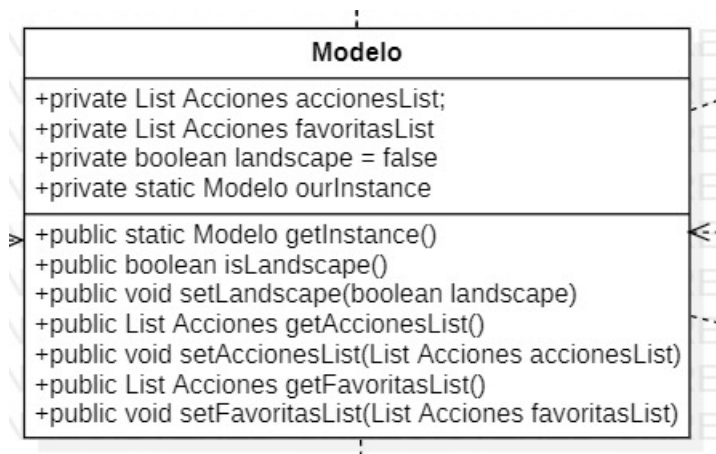 Modelo
+private List Acciones accionesList;
+private List Acciones favoritasList
+private boolean landscape = false
+private static Modelo ourInstance
+public static Modelo getInstance()
+public boolean isLandscape()
+public void setLandscape(boolean landscape)
+public List Acciones getAccionesList()
+public void setAccionesList(List Acciones accionesList)
+public List Acciones getFavoritasList()
+public void setFavoritasList(List Acciones favoritasList)